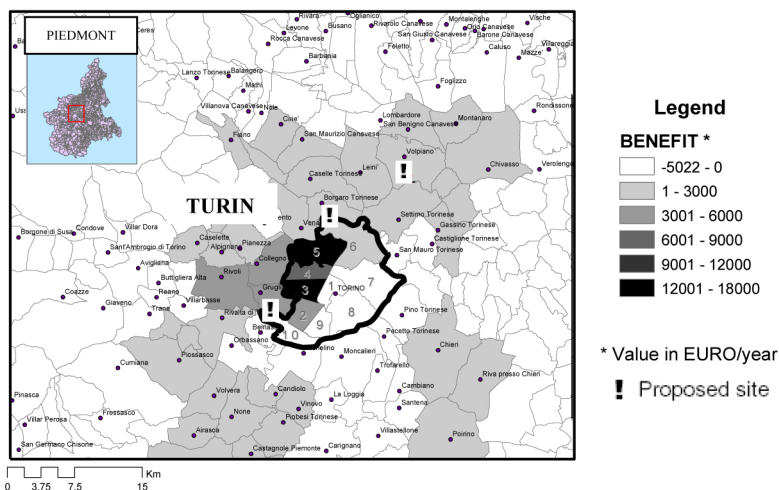 PIEDMONT
Ceres
Rivara
Oglianico
Rivarolo Canavese
Montalenghe
Vische
Levone
Busano
San Giusto Canavese
Orio Canavese
Barone Canavese
Rocca Canavese
Feletto
Caluso
Villareggia
Barbania
Mazze'
Lanzo Torinese
Balangero
Mathi
Foglizzo
Villanova Canavese
Nole
Rondissone
Cirie'
Lombardore
San Benigno Canavese
Montanaro
Fiano
San Maurizio Canavese
Volpiano
Leini'
Chivasso
Verolengo
Caselle Torinese
!
TURIN
Borgaro Torinese
!
Settimo Torinese
Gassino Torinese
Borgone di Susa
Condove
Villar Dora
Caselette
Pianezza
Castiglione Torinese
Sant'Ambrogio di Torino
Alpignano
5
6
San Mauro Torinese
Avigliana
Collegno
4
Buttigliera Alta
Rivoli
7
Coazze
Reano
Villarbasse
3
1
TORINO
Giaveno
Trana
!
2
8
Pino Torinese
9
10
Orbassano
Pecetto Torinese
Moncalieri
Chieri
Piossasco
Trofarello
Cumiana
Riva presso Chieri
Candiolo
Cambiano
Pinasca
Volvera
La Loggia
Vinovo
Santena
Frossasco
None
Piobesi Torinese
Villar Perosa
Airasca
Villastellone
Poirino
San Germano Chisone
Castagnole Piemonte
Carignano
Km
0 3.75 7.5 15
Legend
BENEFIT *
-5022 - 0
1 - 3000
3001 - 6000
6001 - 9000
9001 - 12000
12001 - 18000
* Value in EURO/year
! Proposed site